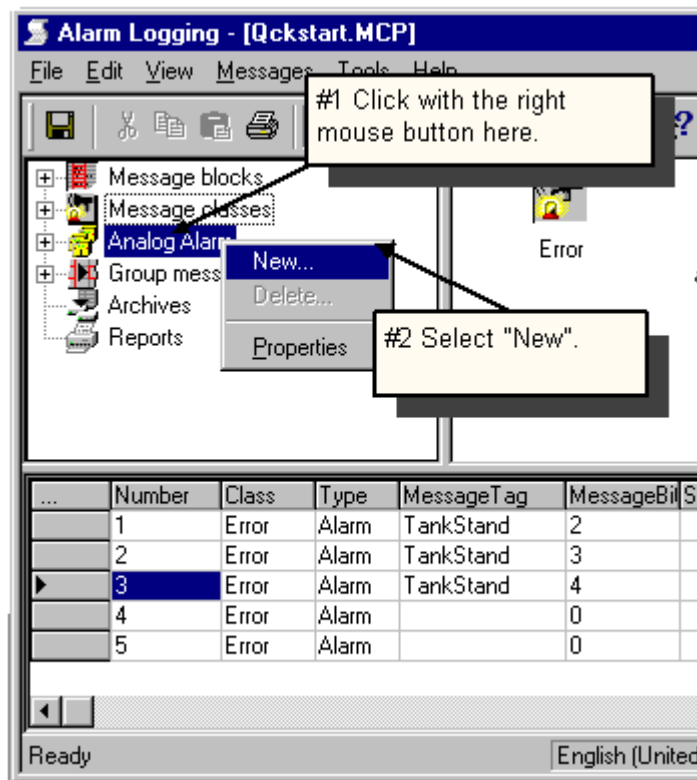 Alarm Logging - [Qckstart.MCP]
File Edit View Messages Tools Help
#1 Click with the right
mouse button here.
?
Message blocks
Message classes
Analog Alarm
Group mess
Archives
Reports
New...
Delete...
Properties
Error
#2 Select "New".
... Number Class Type MessageTag MessageBit S
1 Error Alarm TankStand 2
2 Error Alarm TankStand 3
3 Error Alarm TankStand 4
4 Error Alarm 0
5 Error Alarm 0
Ready English (United